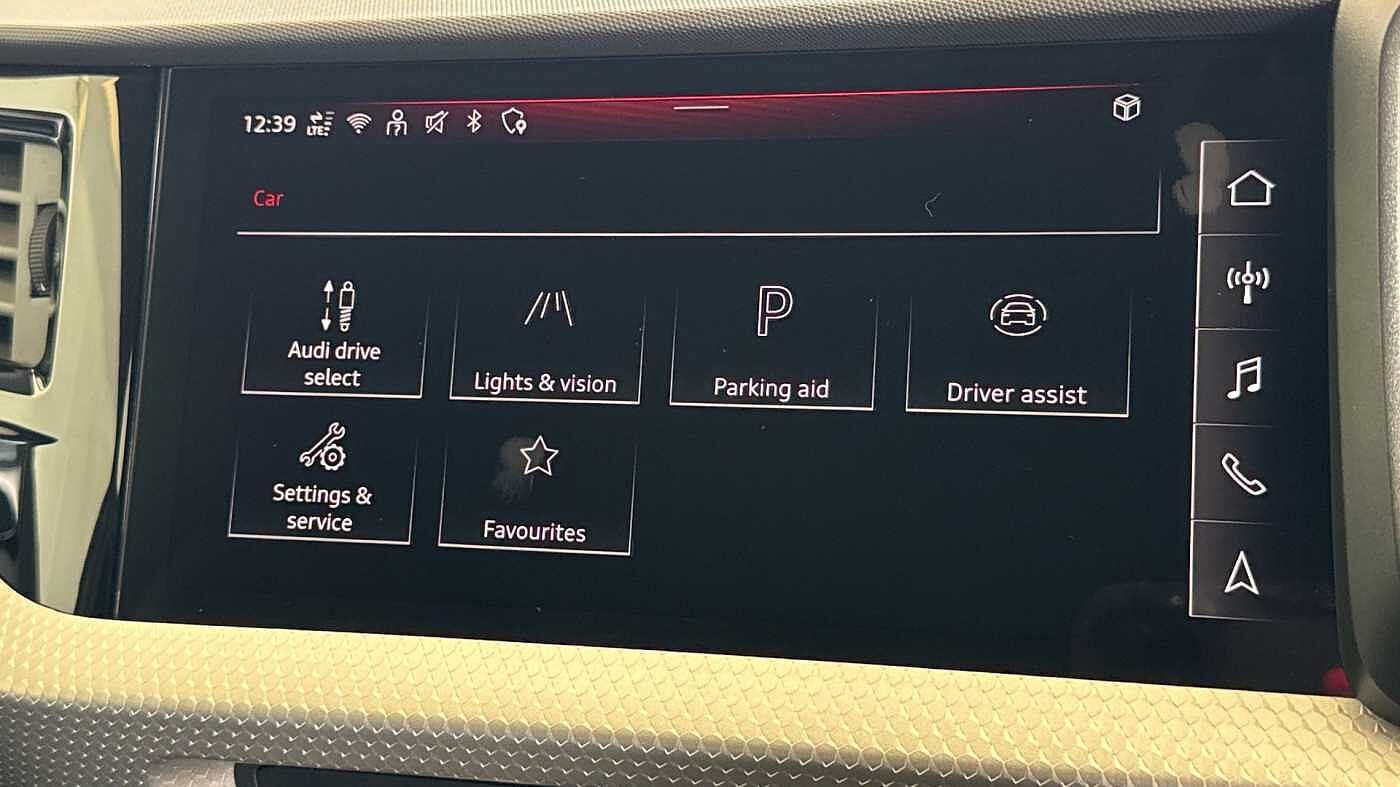 12:39 LTE
Car
Audi drive
select
Lights & vision
P
Parking aid
Driver assist
Settings &
service
Favourites